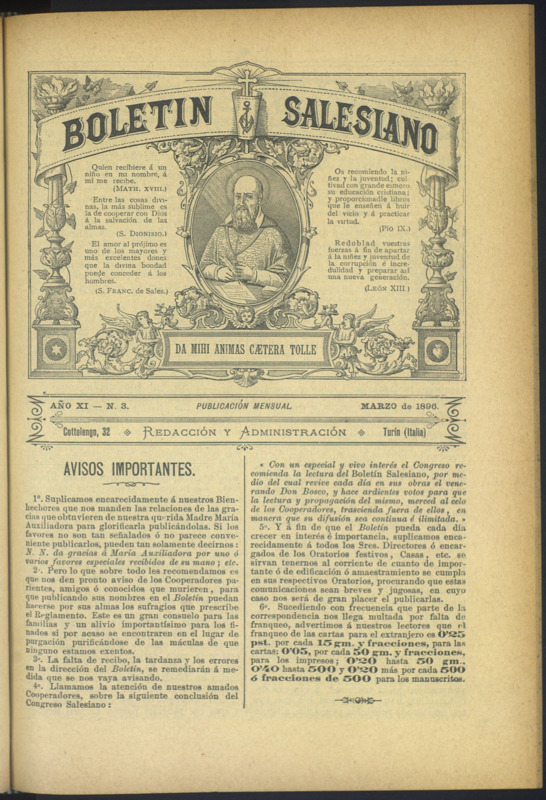 BOLETIN SALESIANO
Quien recibiere á un
niño en mi nombre, á
mí me recibe.
(MATH. XVIII.)
Entre las cosas divi-
nas, la más sublime es
la de cooperar con Dios
á la salvación de las
almas.
(S. DIONISIO.)
El amor al prójimo es
uno de los mayores y
más excelentes dones
que la divina bondad
puede conceder á los
hombres.
(S. FRANC. de Sales.)
Os recomiendo la ni-
ñez y la juventud; cul-
tivad con grande esmero
su educación cristiana;
y proporcionadle libros
que le enseñen á huir
del vicio y á practicar
la virtud.
(Pío IX.)
Redoblad vuestras
fuerzas á fin de apartar
á la niñez y juventud de
la corrupción é incre-
dulidad y preparar así
una nueva generación.
(LEÓN XIII.)
DA MIHI ANIMAS CÆTERA TOLLE
AÑO XI — N. 3. PUBLICACIÓN MENSUAL MARZO de 1896.
Cottolengo, 32 REDACCIÓN Y ADMINISTRACIÓN Turín (Italia)
AVISOS IMPORTANTES.
1º. Suplicamos encarecidamente á nuestros Bien-
hechores que nos manden las relaciones de las gra-
cias que obtuvieren de nuestra querida Madre María
Auxiliadora para glorificarla publicándolas. Si los
favores no son tan señalados ó no parece conve-
niente publicarlos, pueden tan solamente decirnos:
N. N. da gracias á María Auxiliadora por uno ó
varios favores especiales recibidos de su mano; etc.
2º. Pero lo que sobre todo les recomendamos es
que nos den pronto aviso de los Cooperadores pa-
rientes, amigos ó conocidos que murieren, para
que publicando sus nombres en el Boletín puedan
hacerse por sus almas los sufragios que prescribe
el Reglamento. Este es un gran consuelo para las
familias y un alivio importantísimo para los fi-
nados si por acaso se encontraren en el lugar de
purgación purificándose de las máculas de que
ninguno estamos exentos.
3º. La falta de recibo, la tardanza y los errores
en la dirección del Boletín, se remediarán á me-
dida que se nos vaya avisando.
4º. Llamamos la atención de nuestros amados
Cooperadores, sobre la siguiente conclusión del
Congreso Salesiano:
« Con un especial y vivo interés el Congreso re-
comienda la lectura del Boletín Salesiano, por me-
dio del cual revive cada día en sus obras el vene-
rando Don Bosco, y hace ardientes votos para que
la lectura y propagación del mismo, merced al celo
de los Cooperadores, trascienda fuera de ellos, en
manera que su difusión sea continua é ilimitada. »
5º. Y á fin de que el Boletín pueda cada día
crecer en interés é importancia, suplicamos enca-
recidamente á todos los Sres. Directores ó encar-
gados de los Oratorios festivos, Casas, etc. se
sirvan tenernos al corriente de cuanto de impor-
tante ó de edificación ó amaestramiento se cumpla
en sus respectivos Oratorios, procurando que estas
comunicaciones sean breves y jugosas, en cuyo
caso nos será de gran placer el publicarlas.
6º. Sucediendo con frecuencia que parte de la
correspondencia nos llega multada por falta de
franqueo, advertimos á nuestros lectores que el
franqueo de las cartas para el extranjero es 0'25
pst. por cada 15 gm. y fracciones, para las
cartas: 0'05, por cada 50 gm. y fracciones,
para los impresos; 0'20 hasta 50 gm.,
0'40 hasta 500 y 0'20 más por cada 500
ó fracciones de 500 para los manuscritos.